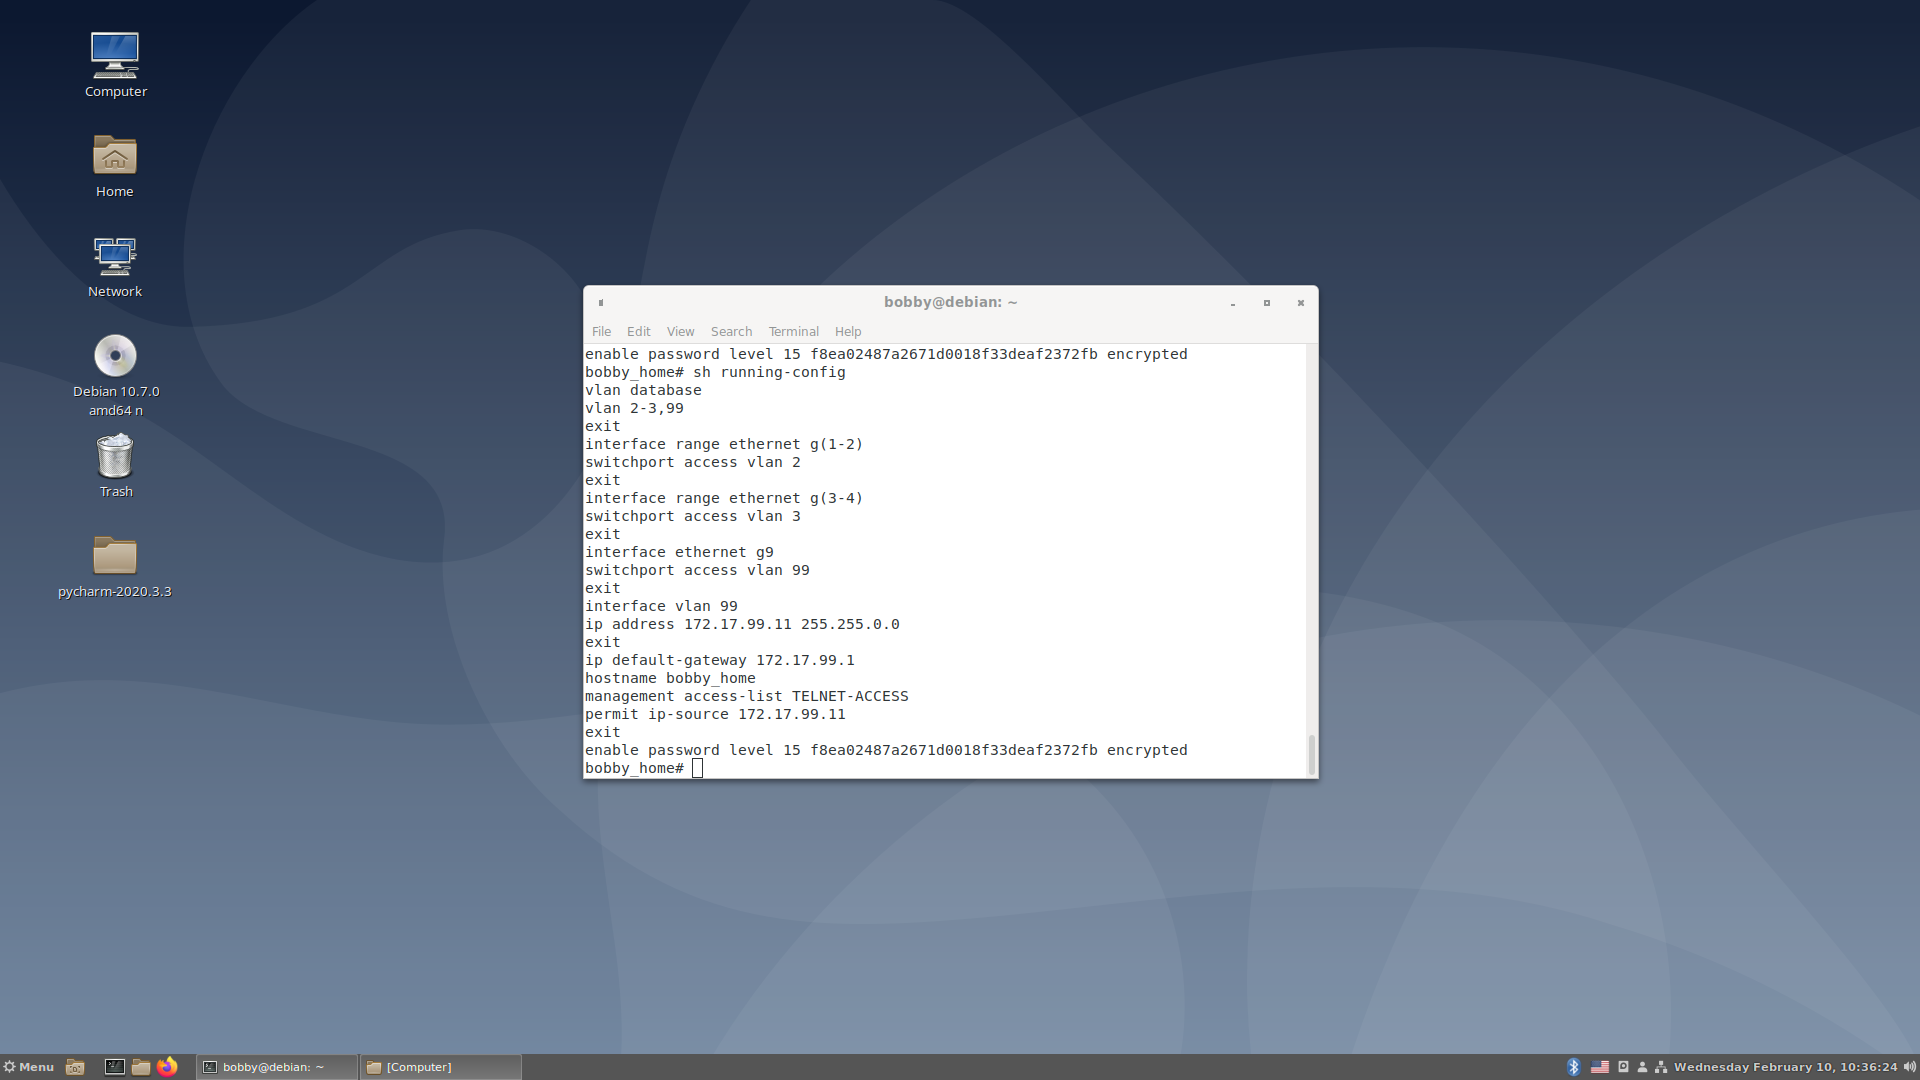 Computer
Home
Network
Debian 10.7.0
amd64 n
Trash
pycharm-2020.3.3
bobby@debian: ~
File Edit View Search Terminal Help
enable password level 15 f8ea02487a2671d0018f33deaf2372fb encrypted
bobby_home# sh running-config
vlan database
vlan 2-3,99
exit
interface range ethernet g(1-2)
switchport access vlan 2
exit
interface range ethernet g(3-4)
switchport access vlan 3
exit
interface ethernet g9
switchport access vlan 99
exit
interface vlan 99
ip address 172.17.99.11 255.255.0.0
exit
ip default-gateway 172.17.99.1
hostname bobby_home
management access-list TELNET-ACCESS
permit ip-source 172.17.99.11
exit
enable password level 15 f8ea02487a2671d0018f33deaf2372fb encrypted
bobby_home#
Menu bobby@debian: ~ [Computer] Wednesday February 10, 10:36:24